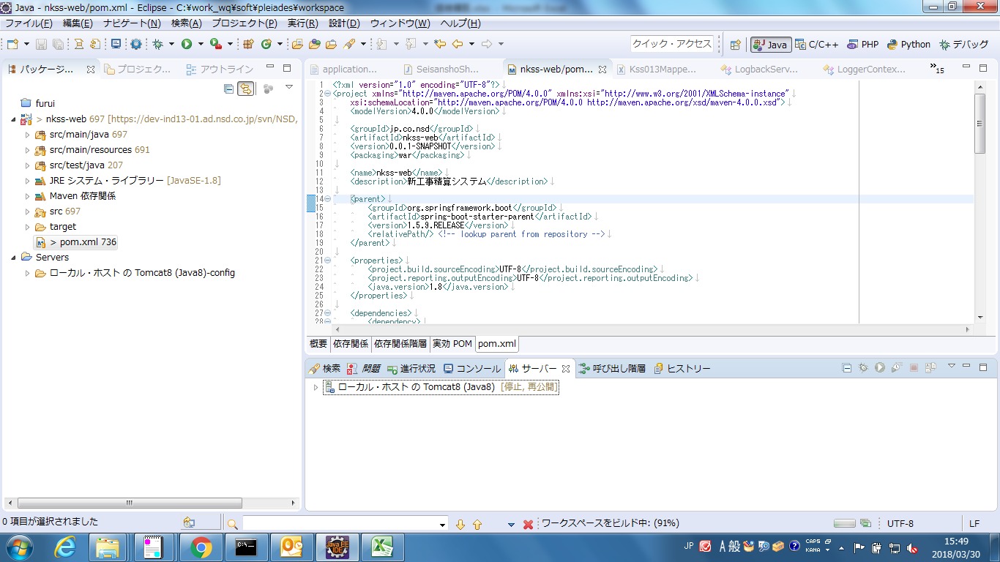 Java - nkss-web/pom.xml - Eclipse - C:¥work_wq¥soft¥pleiades¥workspace
ファイル(F) 編集(E) ナビゲート(N) 検索(A) プロジェクト(P) 実行(R) 設計(D) ウィンドウ(W) ヘルプ(H)
クイック・アクセス Java C/C++ PHP Python デバッグ
パッケージ... プロジェク... アウトライン
furui
> nkss-web 697 [https://dev-ind13-01.ad.nsd.co.jp/svn/NSD,
src/main/java 697
src/main/resources 691
src/test/java 207
JRE システム・ライブラリー [JavaSE-1.8]
Maven 依存関係
src 697
target
> pom.xml 736
Servers
ローカル・ホスト の Tomcat8 (Java8)-config
application... SeisanshoSh... nkss-web/pom... Kss013Mappe... LogbackServ... LoggerContex... »15
1 <?xml version="1.0" encoding="UTF-8"?>↓
2 <project xmlns="http://maven.apache.org/POM/4.0.0" xmlns:xsi="http://www.w3.org/2001/XMLSchema-instance"↓
3 xsi:schemaLocation="http://maven.apache.org/POM/4.0.0 http://maven.apache.org/xsd/maven-4.0.0.xsd">↓
4 <modelVersion>4.0.0</modelVersion>↓
5 ↓
6 <groupId>jp.co.nsd</groupId>↓
7 <artifactId>nkss-web</artifactId>↓
8 <version>0.0.1-SNAPSHOT</version>↓
9 <packaging>war</packaging>↓
10 ↓
11 <name>nkss-web</name>↓
12 <description>新工事精算システム</description>↓
13 ↓
14 <parent>↓
15 <groupId>org.springframework.boot</groupId>↓
16 <artifactId>spring-boot-starter-parent</artifactId>↓
17 <version>1.5.9.RELEASE</version>↓
18 <relativePath/> <!-- lookup parent from repository -->↓
19 </parent>↓
20 ↓
21 <properties>↓
22 <project.build.sourceEncoding>UTF-8</project.build.sourceEncoding>↓
23 <project.reporting.outputEncoding>UTF-8</project.reporting.outputEncoding>↓
24 <java.version>1.8</java.version>↓
25 </properties>↓
26 ↓
27 <dependencies>↓
28 <dependency>↓
概要 依存関係 依存関係階層 実効 POM pom.xml
検索 問題 進行状況 コンソール サーバー 呼び出し階層 ヒストリー
ローカル・ホスト の Tomcat8 (Java8) [停止, 再公開]
0 項目が選択されました ワークスペースをビルド中: (91%) UTF-8 LF
Java EE IDE
JP A 般 CAPS KANA 15:49
2018/03/30